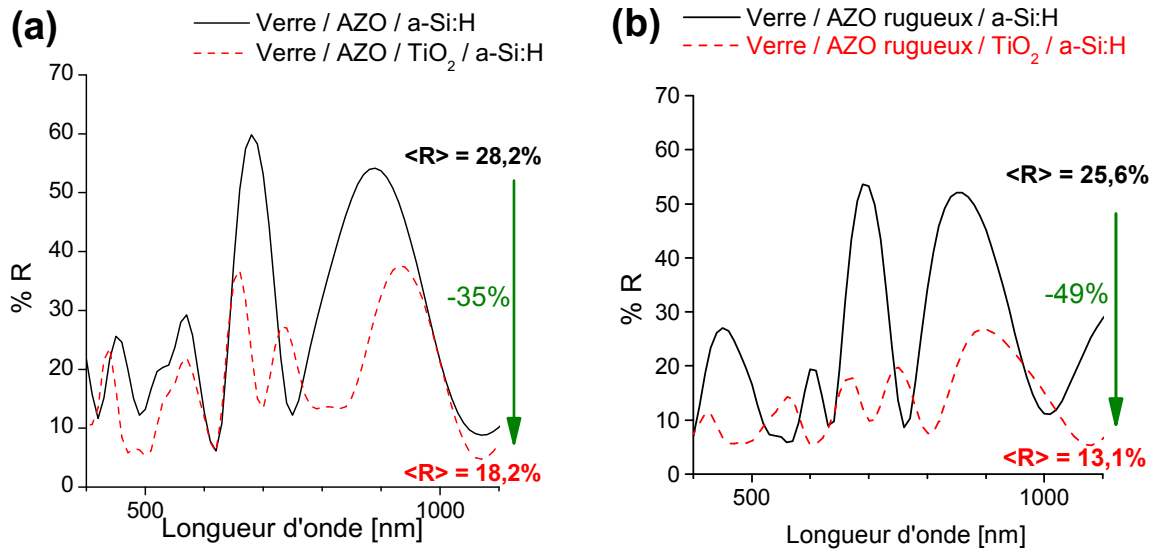 (a)
Verre / AZO / a-Si:H
Verre / AZO / TiO2 / a-Si:H
70
60
50
40
30
20
10
0
% R
<R> = 28,2%
-35%
<R> = 18,2%
500
1000
Longueur d'onde [nm]
(b)
Verre / AZO rugueux / a-Si:H
Verre / AZO rugueux / TiO2 / a-Si:H
70
60
50
40
30
20
10
0
% R
<R> = 25,6%
-49%
<R> = 13,1%
500
1000
Longueur d'onde [nm]